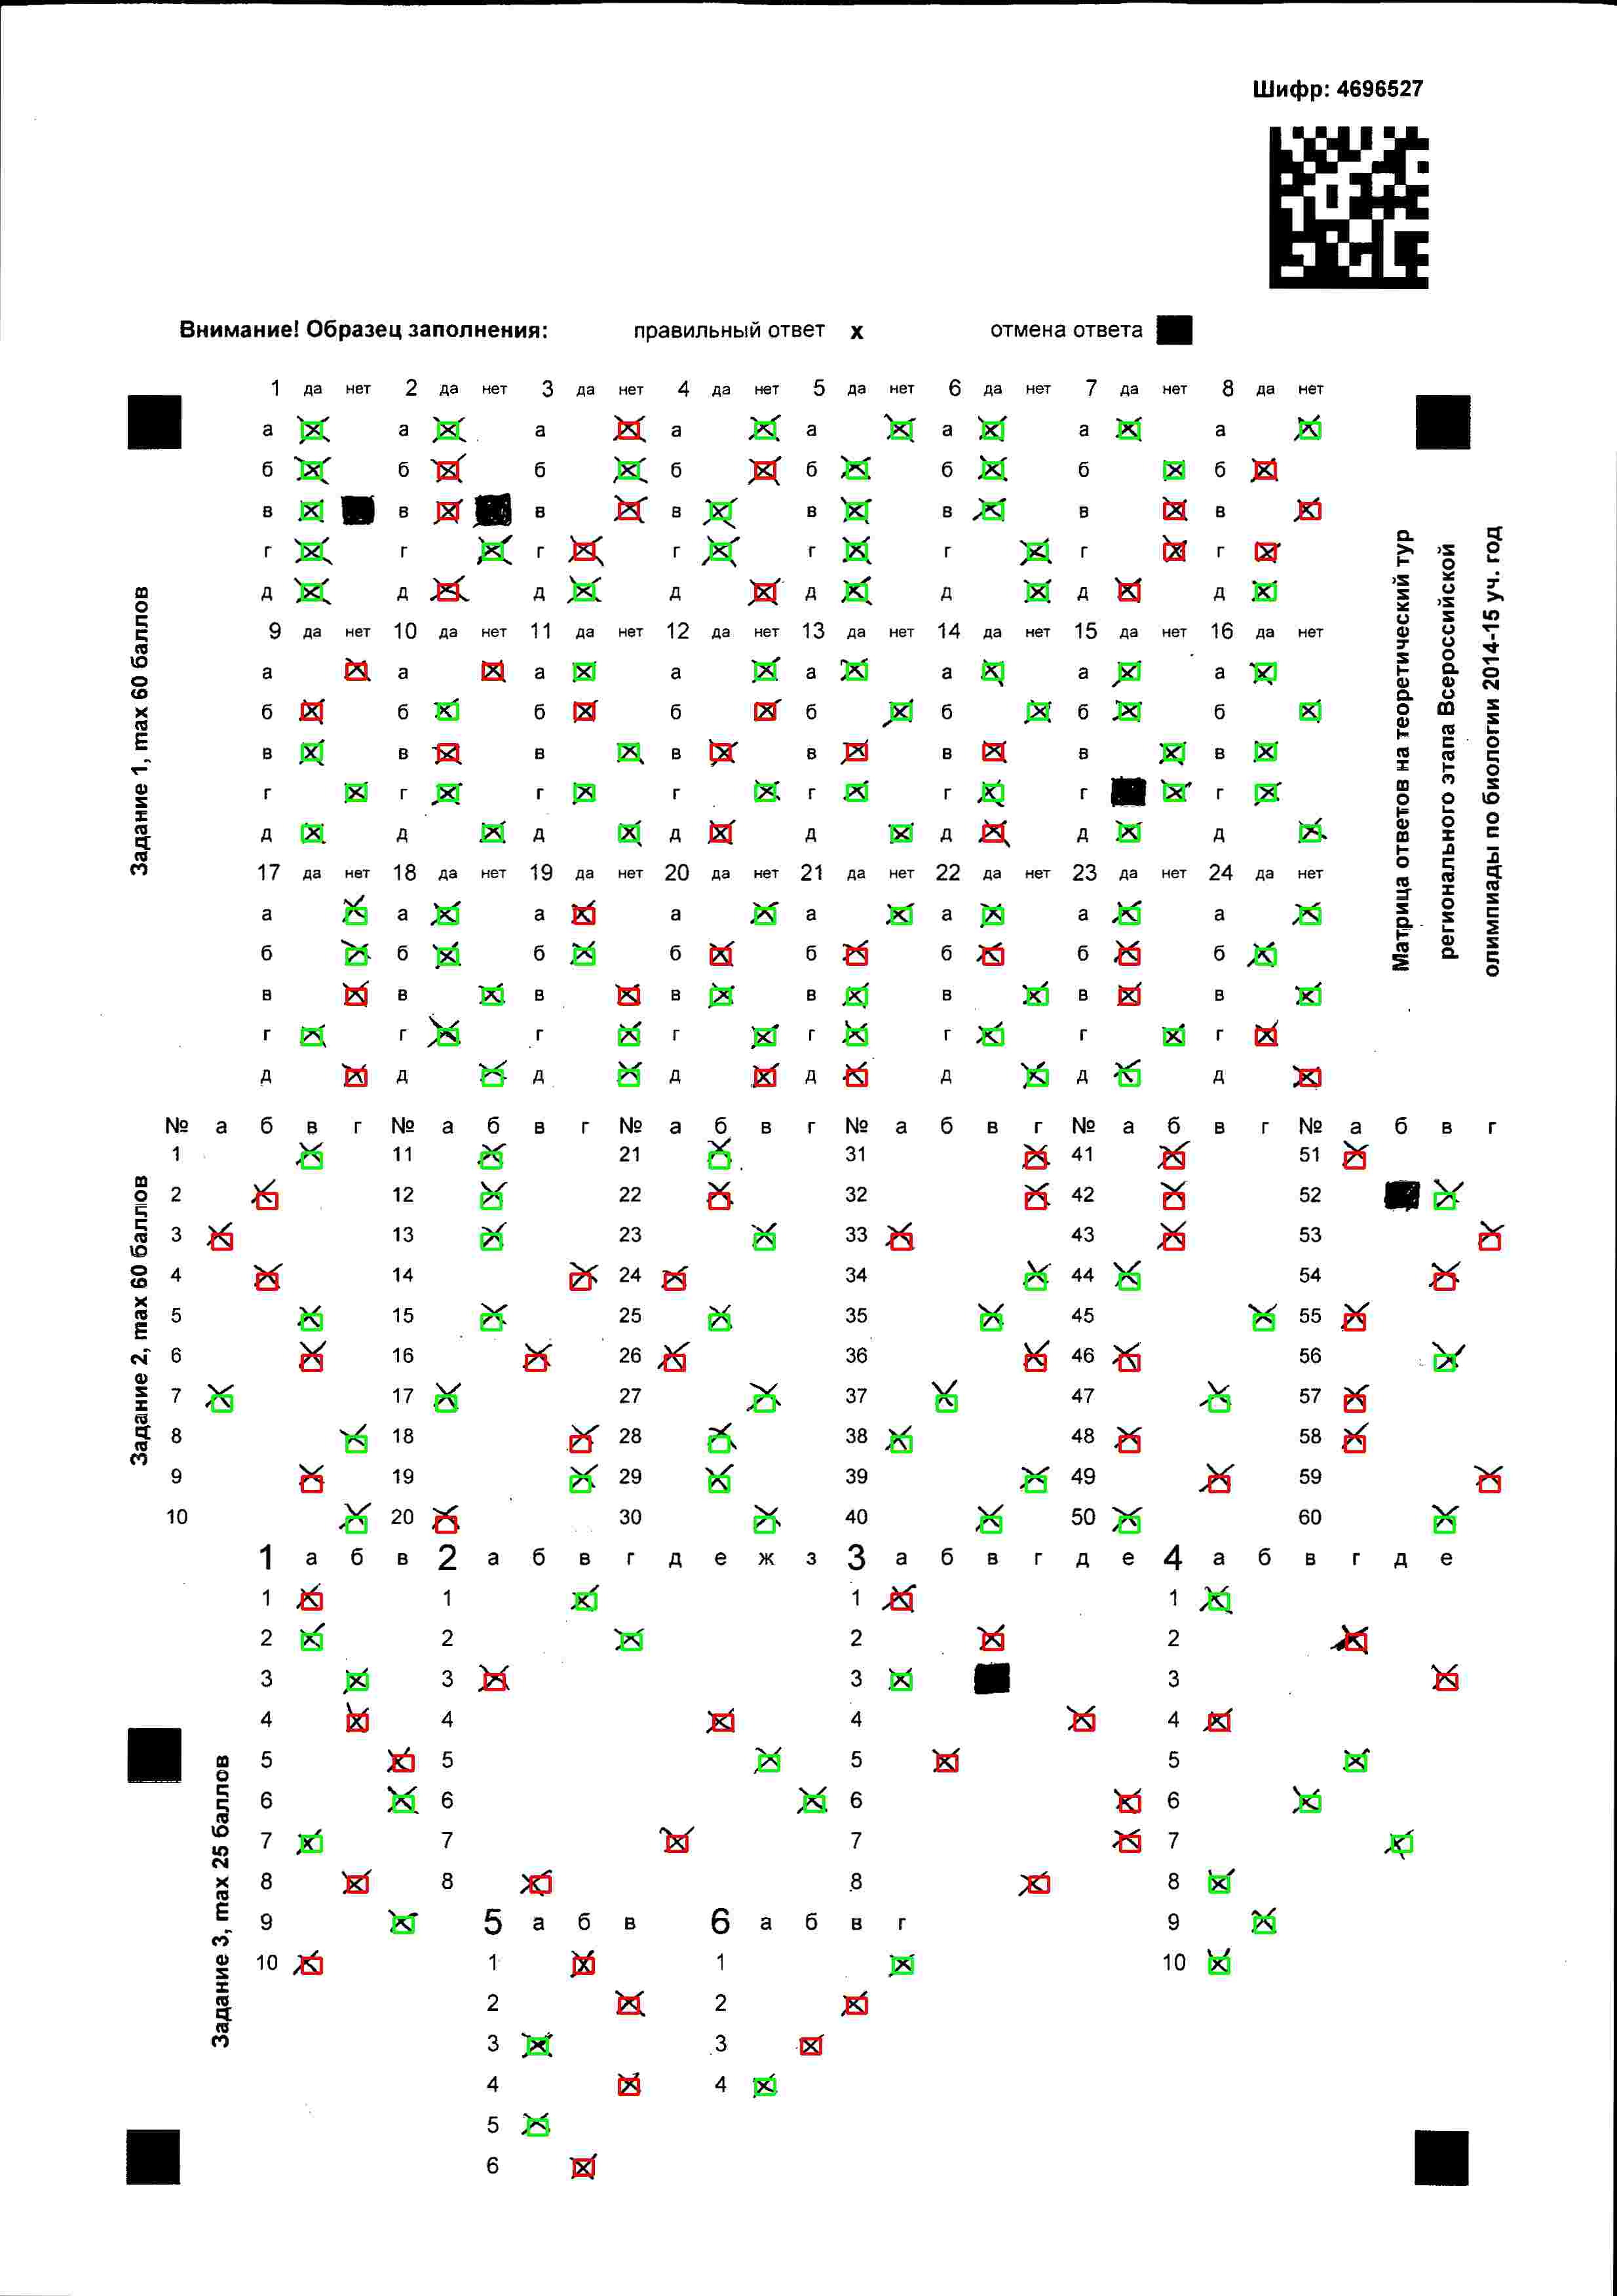 Шифр: 4696527
Внимание! Образец заполнения: правильный ответ х отмена ответа
1 да нет 2 да нет 3 да нет 4 да нет 5 да нет 6 да нет 7 да нет 8 да нет
а а а а а а а а
б б б б б б б б
в в в в в в в в
г г г г г г г г
д д д д д д д д
9 да нет 10 да нет 11 да нет 12 да нет 13 да нет 14 да нет 15 да нет 16 да нет
а а а а а а а а
б б б б б б б б
в в в в в в в в
г г г г г г г г
д д д д д д д д
17 да нет 18 да нет 19 да нет 20 да нет 21 да нет 22 да нет 23 да нет 24 да нет
а а а а а а а а
б б б б б б б б
в в в в в в в в
г г г г г г г г
д д д д д д д д
Задание 1, max 60 баллов
Матрица ответов на теоретический тур
регионального этапа Всероссийской
олимпиады по биологии 2014-15 уч. год
№ а б в г № а б в г № а б в г № а б в г № а б в г № а б в г
1 11 21 31 41 51
2 12 22 32 42 52
3 13 23 33 43 53
4 14 24 34 44 54
5 15 25 35 45 55
6 16 26 36 46 56
7 17 27 37 47 57
8 18 28 38 48 58
9 19 29 39 49 59
10 20 30 40 50 60
Задание 2, max 60 баллов
1 а б в 2 а б в г д е ж з 3 а б в г д е 4 а б в г д е
1 1 1 1
2 2 2 2
3 3 3 3
4 4 4 4
5 5 5 5
6 6 6 6
7 7 7 7
8 8 8 8
9 5 а б в 6 а б в г 9
10 1 1 10
2 2
3 3
4 4
5
6
Задание 3, max 25 баллов